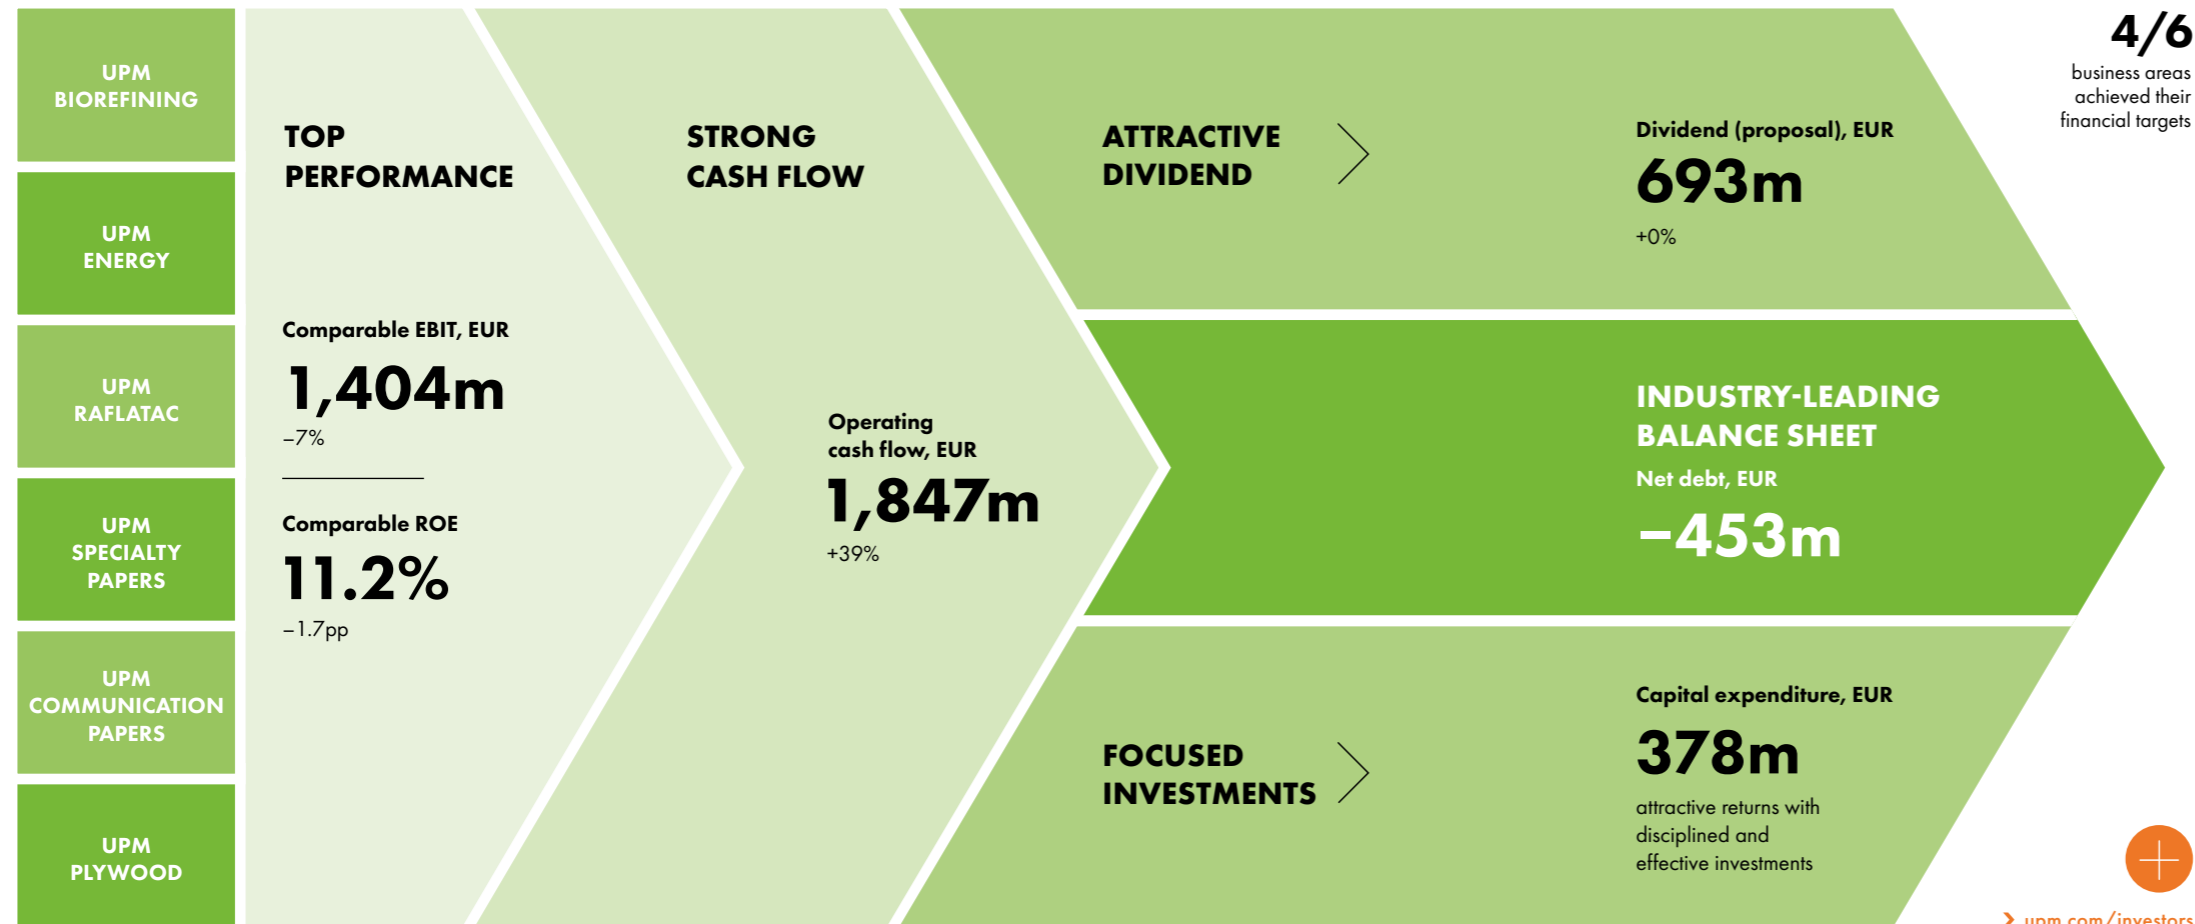 UPM
BIOREFINING
UPM
ENERGY
UPM
RAFLATAC
UPM
SPECIALTY
PAPERS
UPM
COMMUNICATION
PAPERS
UPM
PLYWOOD
TOP
PERFORMANCE
Comparable EBIT, EUR
1,404m
–7%
Comparable ROE
11.2%
–1.7pp
STRONG
CASH FLOW
Operating
cash flow, EUR
1,847m
+39%
ATTRACTIVE
DIVIDEND
Dividend (proposal), EUR
693m
+0%
INDUSTRY-LEADING
BALANCE SHEET
Net debt, EUR
–453m
FOCUSED
INVESTMENTS
Capital expenditure, EUR
378m
attractive returns with
disciplined and
effective investments
4/6
business areas
achieved their
financial targets
upm.com/investors